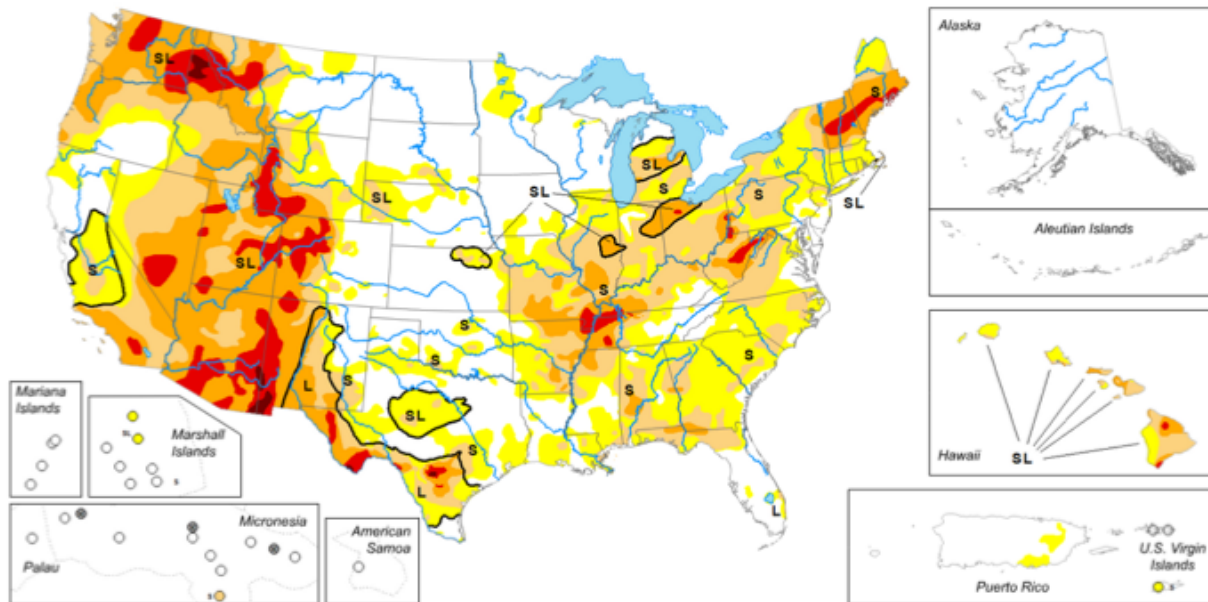 Alaska
Aleutian Islands
Hawaii
SL
Mariana
Islands
SL
Marshall
Islands
S
Micronesia
Palau
S
American
Samoa
U.S. Virgin
Islands
Puerto Rico
S
SL
S
SL
SL
S
SL
SL
S
S
SL
S
L
S
S
S
S
SL
S
S
L
L